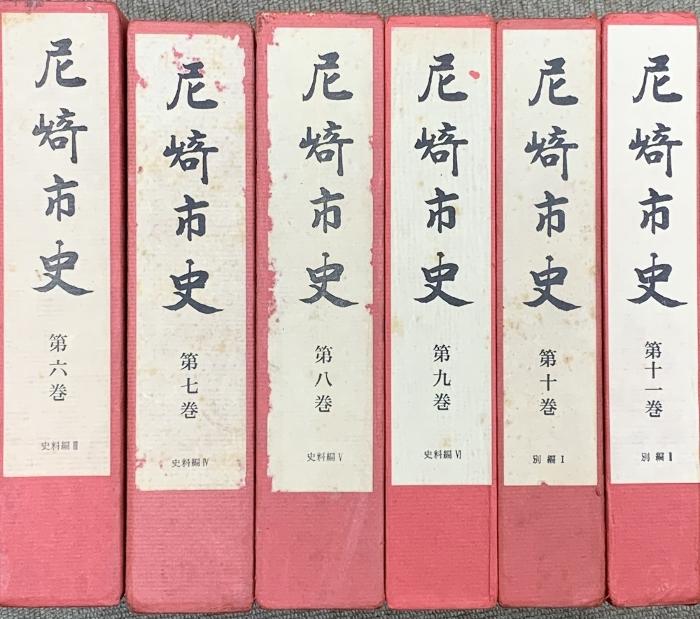 尼崎市史
第六巻
史料編Ⅲ
尼崎市史
第七巻
史料編Ⅳ
尼崎市史
第八巻
史料編Ⅴ
尼崎市史
第九巻
史料編Ⅵ
尼崎市史
第十巻
別編Ⅰ
尼崎市史
第十一巻
別編Ⅱ